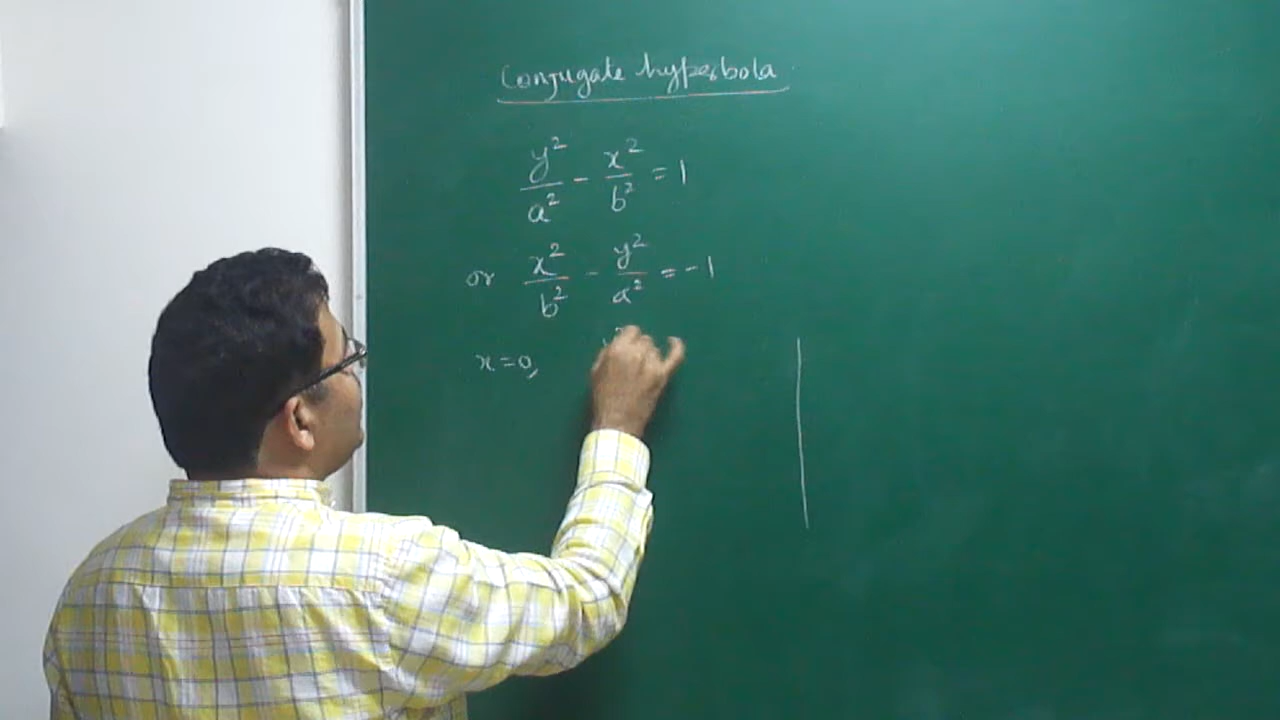 Conjugate hyperbola
y²/a² - x²/b² = 1
or x²/b² - y²/a² = -1
x = 0,